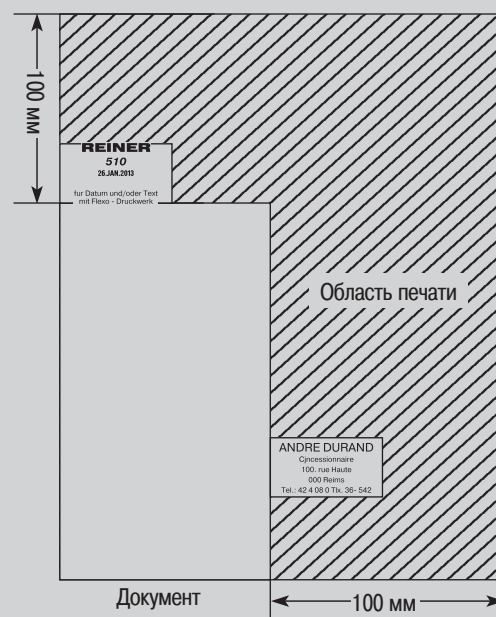 100 мм
REINER
510
26.JAN.2013
fur Datum und/oder Text
mit Flexo - Druckwerk
Область печати
ANDRE DURAND
Cjncessionnaire
100. rue Haute
000 Reims
Tel.: 42 4 08 0 Tlx. 36- 542
Документ
100 мм